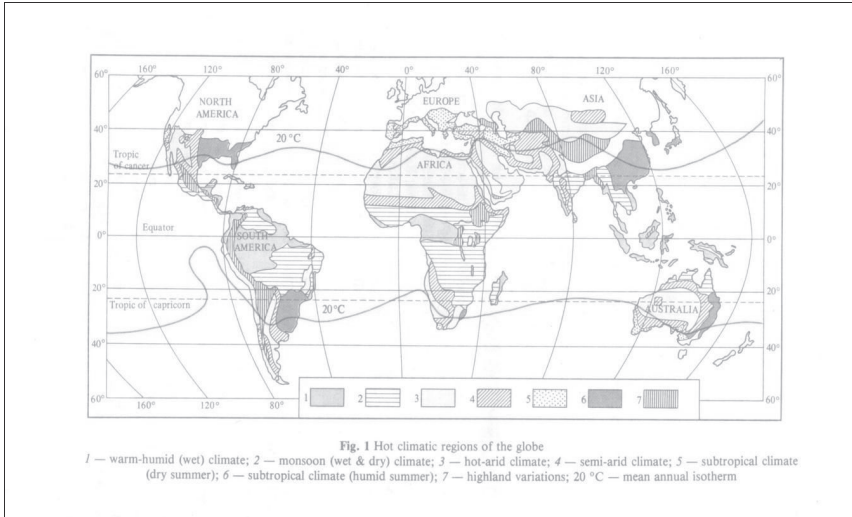 160° 120° 80° 40° 0° 40° 80° 120° 160°
60° 60°
NORTH
AMERICA
EUROPE
ASIA
40° 40°
20 °C
Tropic
of cancer
AFRICA
20° 20°
Equator
0° 0°
SOUTH
AMERICA
20° 20°
Tropic of capricorn
20 °C
AUSTRALIA
40° 40°
1 2 3 4 5 6 7
60° 60°
160° 120° 80°
Fig. 1 Hot climatic regions of the globe
1 — warm-humid (wet) climate; 2 — monsoon (wet & dry) climate; 3 — hot-arid climate; 4 — semi-arid climate; 5 — subtropical climate
(dry summer); 6 — subtropical climate (humid summer); 7 — highland variations; 20 °C — mean annual isotherm